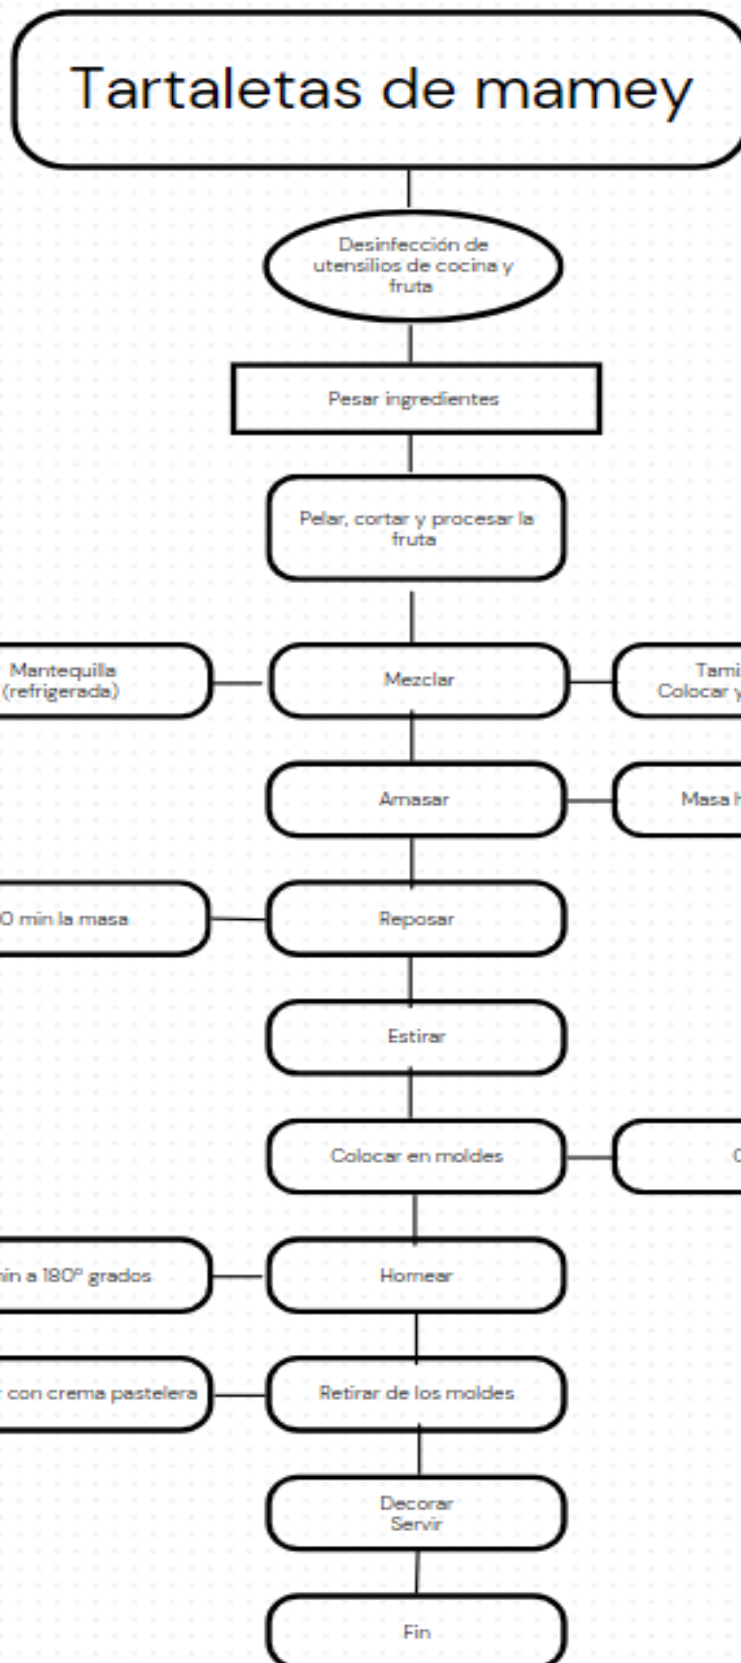 Tartaletas de mamey
Desinfección de
utensilios de cocina y
fruta
Pesar ingredientes
Pelar, cortar y procesar la
fruta
Mantequilla
(refrigerada)
Mezclar
Colocar y
Amasar
Masa
0 min la masa
Reposar
Estirar
Colocar en moldes
a 180° grados
Hornear
con crema pastelera
Retirar de los moldes
Decorar
Servir
Fin